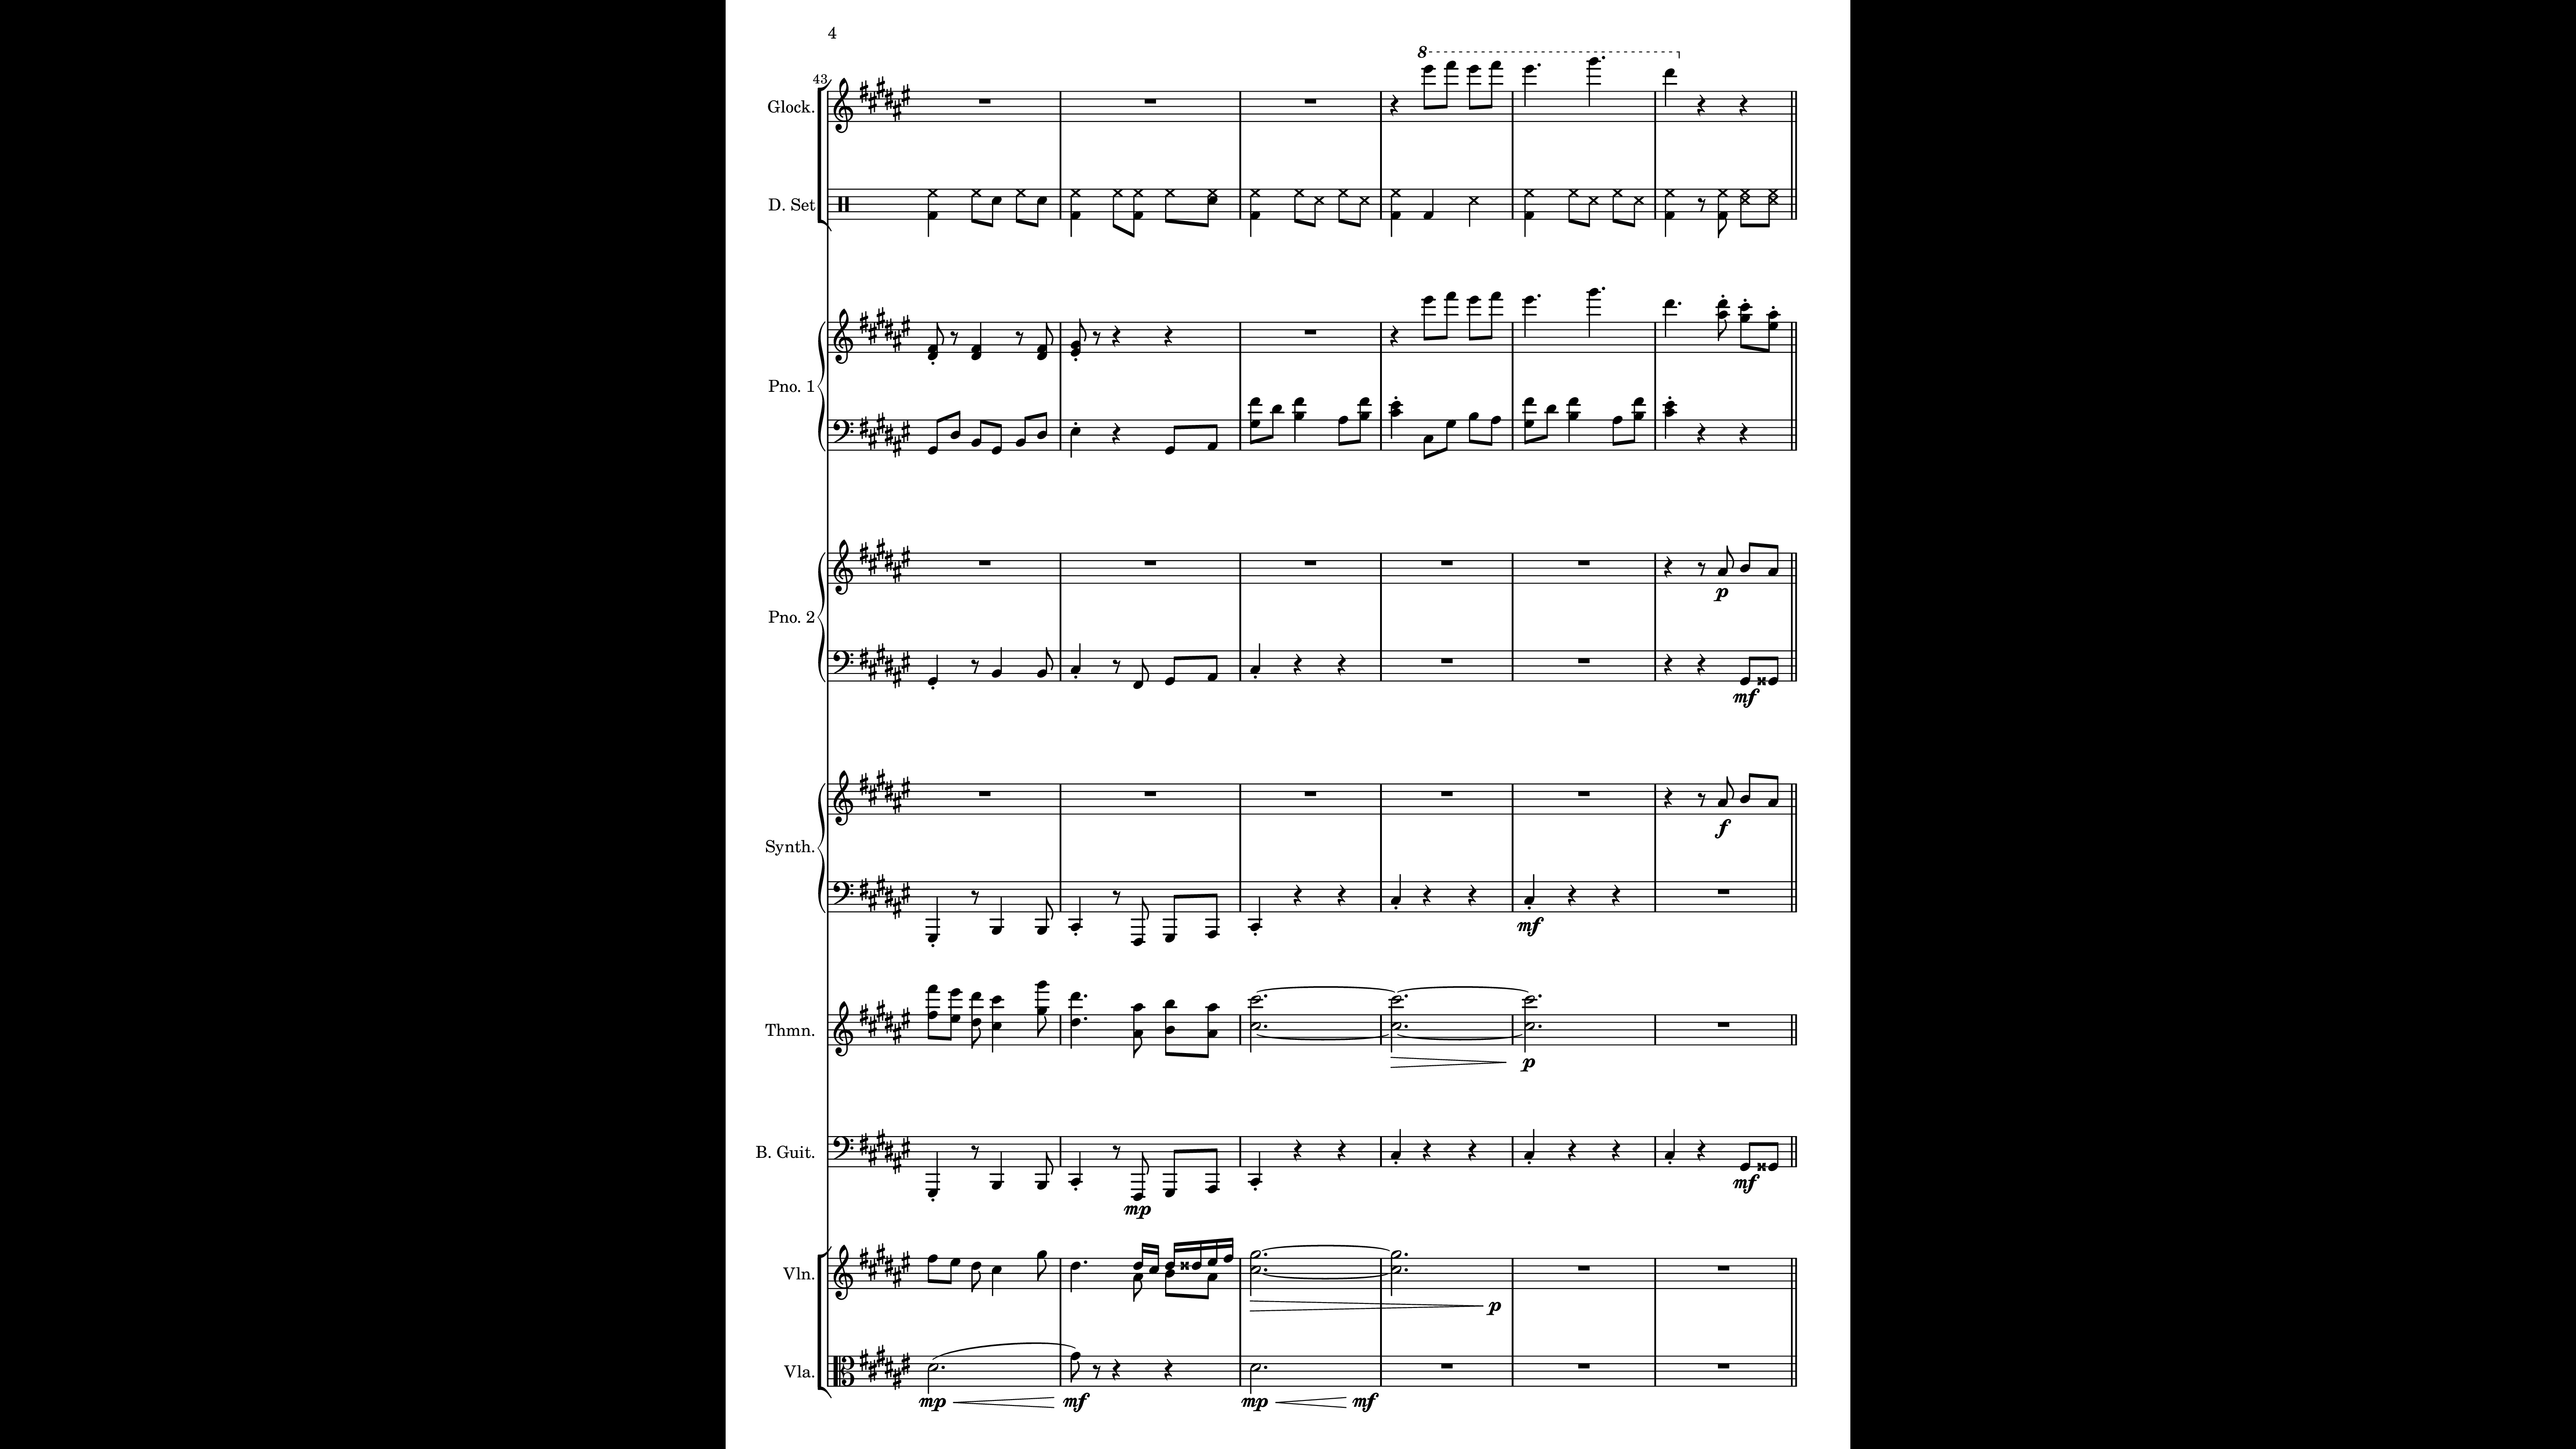 4
43
8
Glock.
D. Set
Pno. 1
Pno. 2
p
mf
Synth.
f
mf
Thmn.
p
B. Guit.
mp
mf
Vln.
p
Vla.
mp
mf
mp
mf